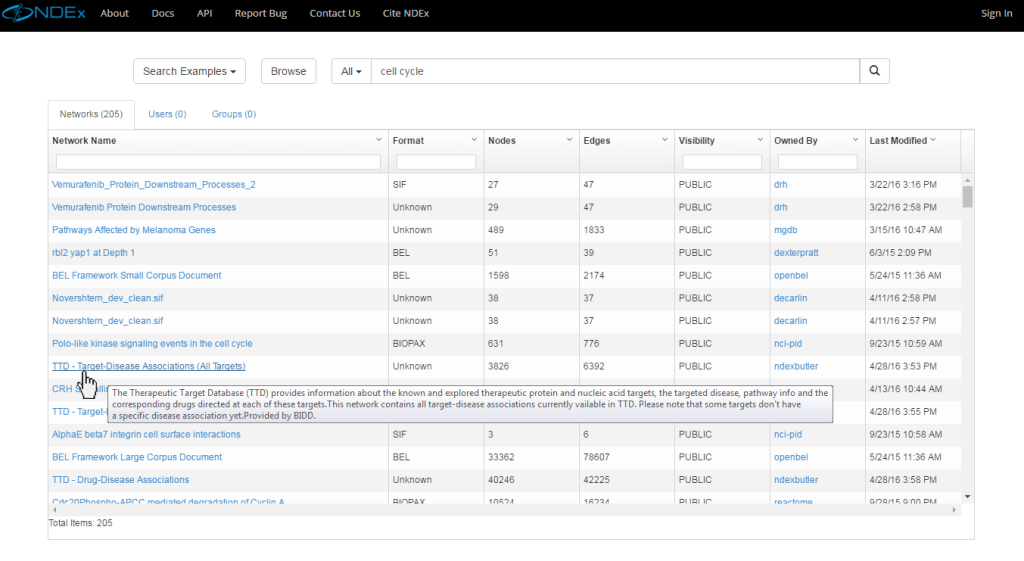 NDEx About Docs API Report Bug Contact Us Cite NDEx Sign In
Search Examples Browse All cell cycle
Networks (205) Users (0) Groups (0)
Network Name Format Nodes Edges Visibility Owned By Last Modified
Vemurafenib_Protein_Downstream_Processes_2 SIF 27 47 PUBLIC drh 3/22/16 3:16 PM
Vemurafenib Protein Downstream Processes Unknown 29 47 PUBLIC drh 3/22/16 2:58 PM
Pathways Affected by Melanoma Genes Unknown 489 1833 PUBLIC mgdb 3/15/16 10:47 AM
rbl2 yap1 at Depth 1 BEL 51 39 PUBLIC dexterpratt 6/3/15 2:09 PM
BEL Framework Small Corpus Document BEL 1598 2174 PUBLIC openbel 5/24/15 11:36 AM
Novershtern_dev_clean.sif Unknown 38 37 PUBLIC decarlin 4/11/16 2:58 PM
Novershtern_dev_clean.sif Unknown 38 37 PUBLIC decarlin 4/11/16 2:57 PM
Polo-like kinase signaling events in the cell cycle BIOPAX 631 776 PUBLIC nci-pid 9/23/15 10:59 AM
TTD - Target-Disease Associations (All Targets) Unknown 3826 6392 PUBLIC ndexbutler 4/28/16 3:53 PM
CRH 4/13/16 10:44 AM
The Therapeutic Target Database (TTD) provides information about the known and explored therapeutic protein and nucleic acid targets, the targeted disease, pathway info and the
corresponding drugs directed at each of these targets.This network contains all target-disease associations currently vailable in TTD. Please note that some targets don't have
a specific disease association yet.Provided by BIDD.
TTD - 4/28/16 3:55 PM
AlphaE beta7 integrin cell surface interactions SIF 3 6 PUBLIC nci-pid 9/23/15 10:58 AM
BEL Framework Large Corpus Document BEL 33362 78607 PUBLIC openbel 5/24/15 11:36 AM
TTD - Drug-Disease Associations Unknown 40246 42225 PUBLIC ndexbutler 4/28/16 3:58 PM
Cdc20Phospho-APCC mediated degradation of Cyclin A BIOPAX 10524 16234 PUBLIC reactome 9/28/15 9:00 PM
Total Items: 205